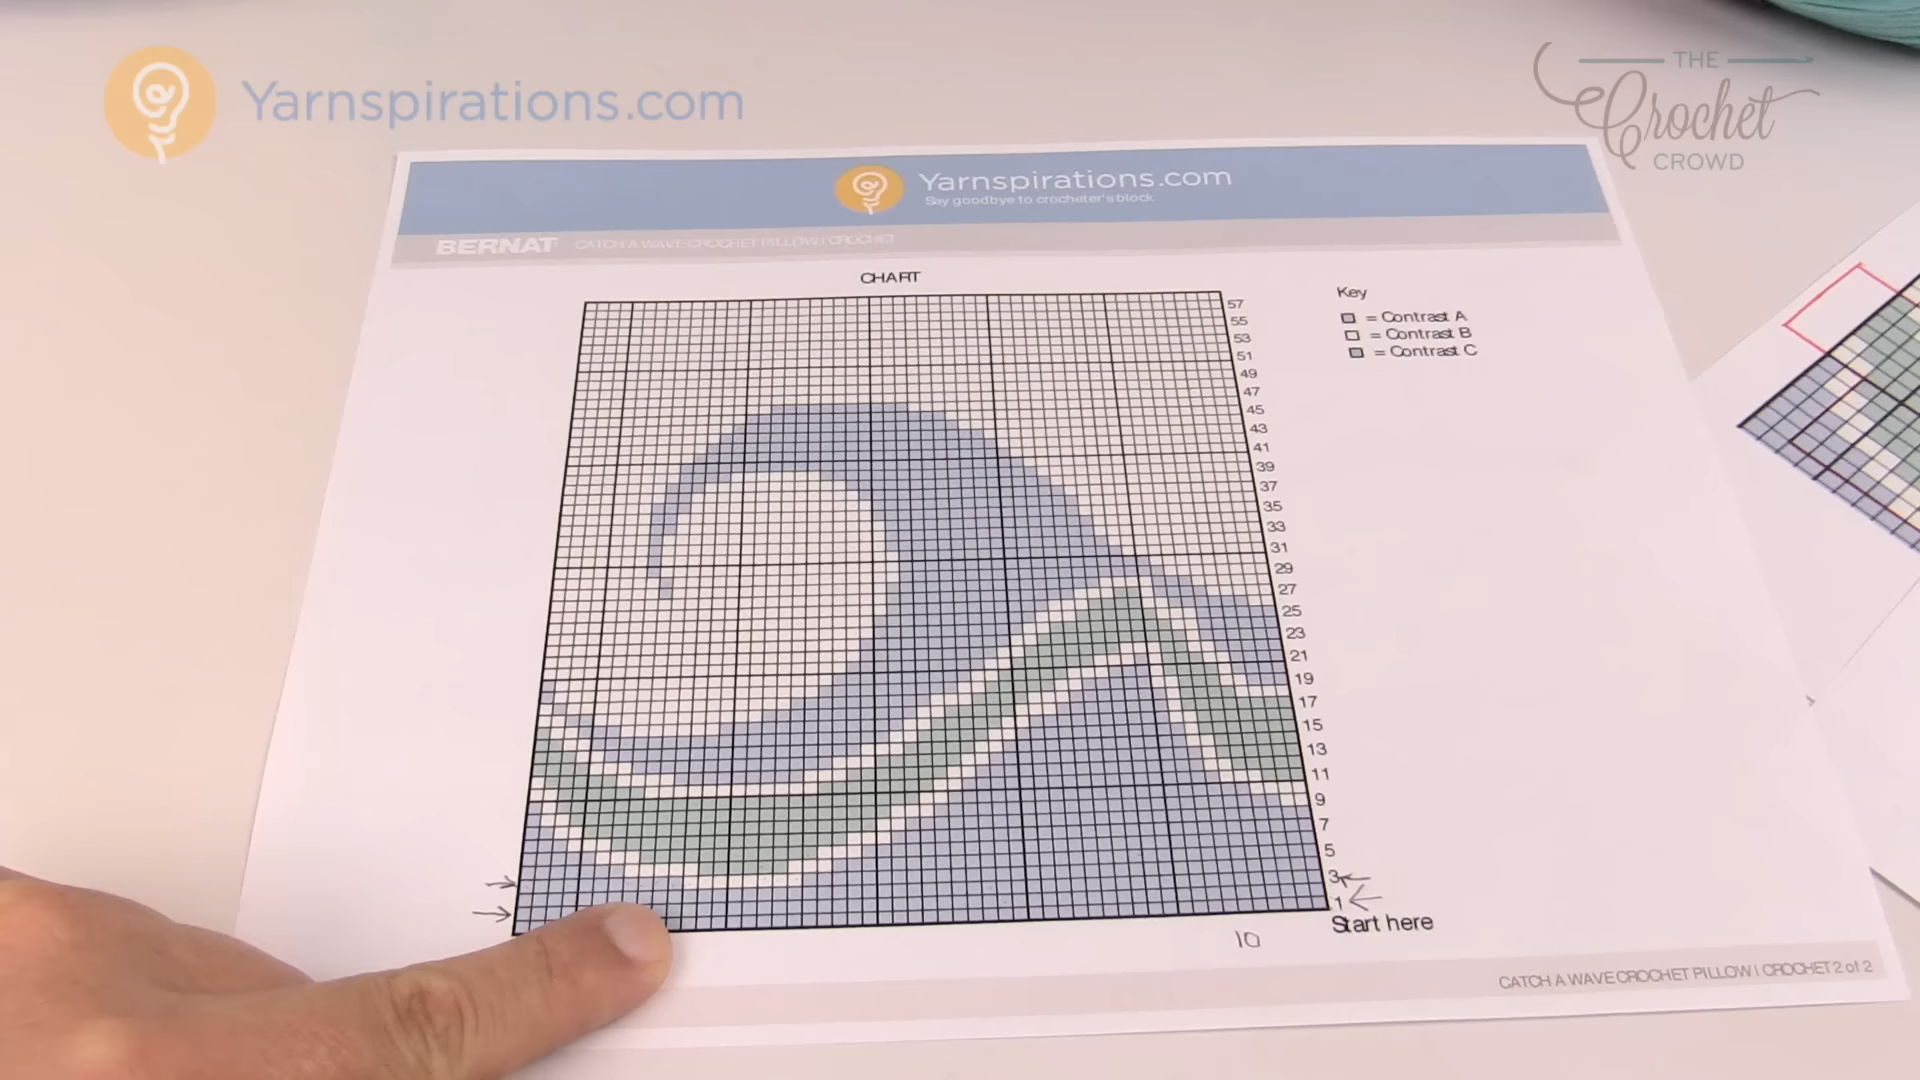 Yarnspirations.com
THE
Crochet
CROWD
Yarnspirations.com
Say goodbye to crocheter's block
BERNAT CATCH A WAVE CROCHET PILLOW | CROCHET
CHART
Key
= Contrast A
= Contrast B
= Contrast C
57
55
53
51
49
47
45
43
41
39
37
35
33
31
29
27
25
23
21
19
17
15
13
11
9
7
5
3
1
Start here
10
CATCH A WAVE CROCHET PILLOW | CROCHET 2 of 2